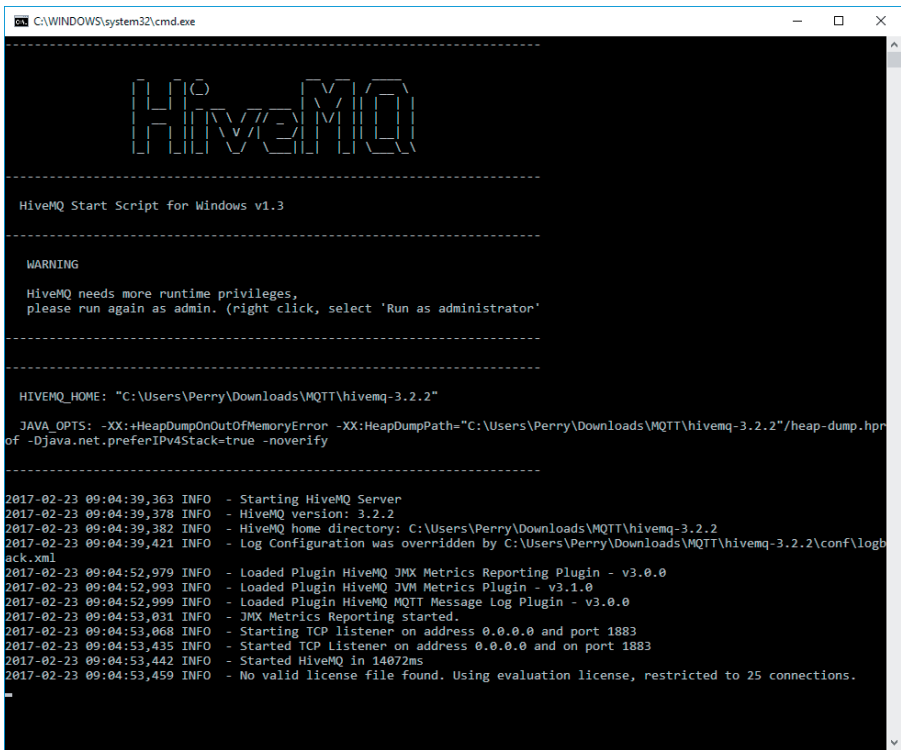 C:\WINDOWS\system32\cmd.exe
--------------------------------------------------------------------------
HiveMQ
--------------------------------------------------------------------------
HiveMQ Start Script for Windows v1.3
--------------------------------------------------------------------------
WARNING
HiveMQ needs more runtime privileges,
please run again as admin. (right click, select 'Run as administrator'
--------------------------------------------------------------------------
--------------------------------------------------------------------------
HIVEMQ_HOME: "C:\Users\Perry\Downloads\MQTT\hivemq-3.2.2"
JAVA_OPTS: -XX:+HeapDumpOnOutOfMemoryError -XX:HeapDumpPath="C:\Users\Perry\Downloads\MQTT\hivemq-3.2.2"/heap-dump.hpr
of -Djava.net.preferIPv4Stack=true -noverify
--------------------------------------------------------------------------
2017-02-23 09:04:39,363 INFO  - Starting HiveMQ Server
2017-02-23 09:04:39,378 INFO  - HiveMQ version: 3.2.2
2017-02-23 09:04:39,382 INFO  - HiveMQ home directory: C:\Users\Perry\Downloads\MQTT\hivemq-3.2.2
2017-02-23 09:04:39,421 INFO  - Log Configuration was overridden by C:\Users\Perry\Downloads\MQTT\hivemq-3.2.2\conf\logb
ack.xml
2017-02-23 09:04:52,979 INFO  - Loaded Plugin HiveMQ JMX Metrics Reporting Plugin - v3.0.0
2017-02-23 09:04:52,993 INFO  - Loaded Plugin HiveMQ JVM Metrics Plugin - v3.1.0
2017-02-23 09:04:52,999 INFO  - Loaded Plugin HiveMQ MQTT Message Log Plugin - v3.0.0
2017-02-23 09:04:53,031 INFO  - JMX Metrics Reporting started.
2017-02-23 09:04:53,068 INFO  - Starting TCP listener on address 0.0.0.0 and port 1883
2017-02-23 09:04:53,435 INFO  - Started TCP Listener on address 0.0.0.0 and on port 1883
2017-02-23 09:04:53,442 INFO  - Started HiveMQ in 14072ms
2017-02-23 09:04:53,459 INFO  - No valid license file found. Using evaluation license, restricted to 25 connections.